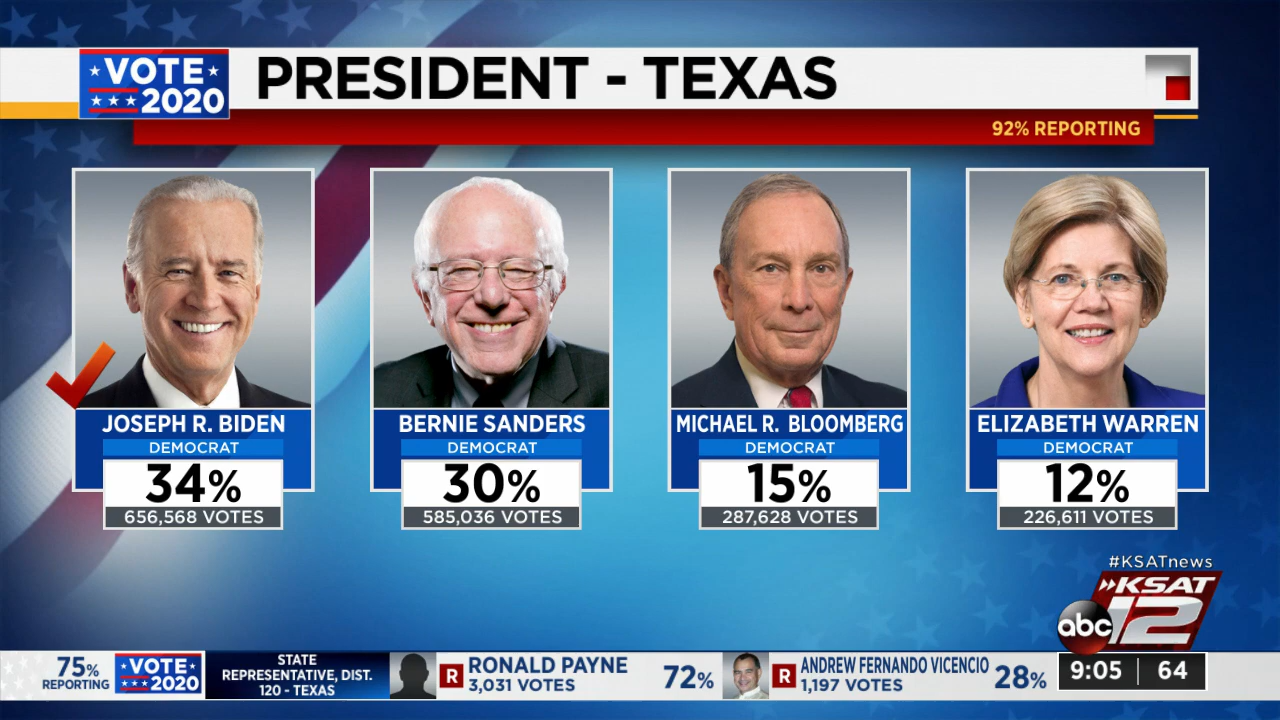 VOTE
2020
PRESIDENT - TEXAS
92% REPORTING
JOSEPH R. BIDEN
DEMOCRAT
34%
656,568 VOTES
BERNIE SANDERS
DEMOCRAT
30%
585,036 VOTES
MICHAEL R. BLOOMBERG
DEMOCRAT
15%
287,628 VOTES
ELIZABETH WARREN
DEMOCRAT
12%
226,611 VOTES
#KSATnews
KSAT
abc 12
75%
REPORTING
VOTE
2020
STATE
REPRESENTATIVE, DIST.
120 - TEXAS
R RONALD PAYNE
3,031 VOTES
72%
R ANDREW FERNANDO VICENCIO
1,197 VOTES
28%
9:05 64